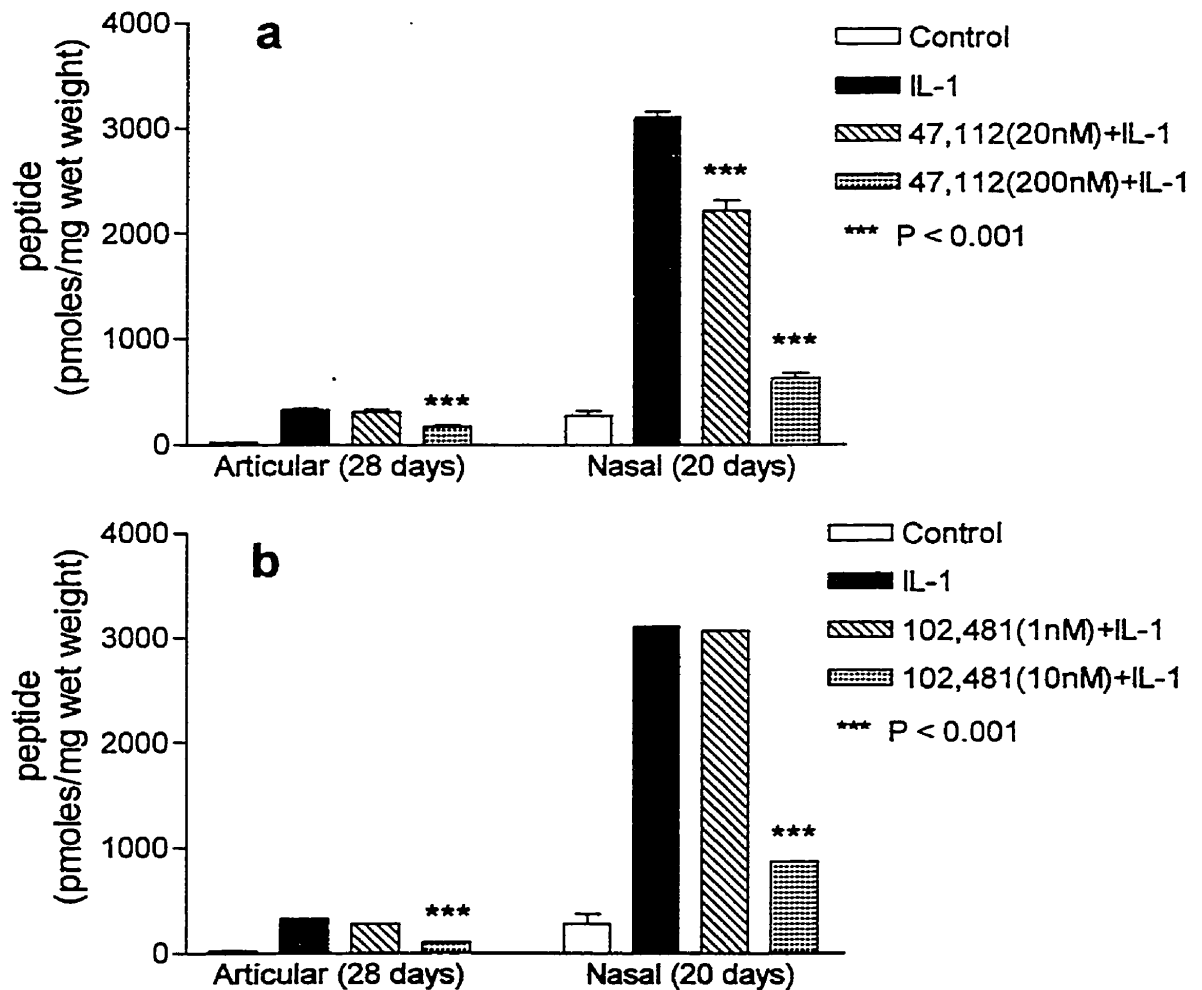 a
4000
3000
2000
1000
0
peptide
(pmoles/mg wet weight)
***
***
***
Articular (28 days)
Nasal (20 days)
Control
IL-1
47,112(20nM)+IL-1
47,112(200nM)+IL-1
*** P < 0.001
b
4000
3000
2000
1000
0
peptide
(pmoles/mg wet weight)
***
***
Articular (28 days)
Nasal (20 days)
Control
IL-1
102,481(1nM)+IL-1
102,481(10nM)+IL-1
*** P < 0.001